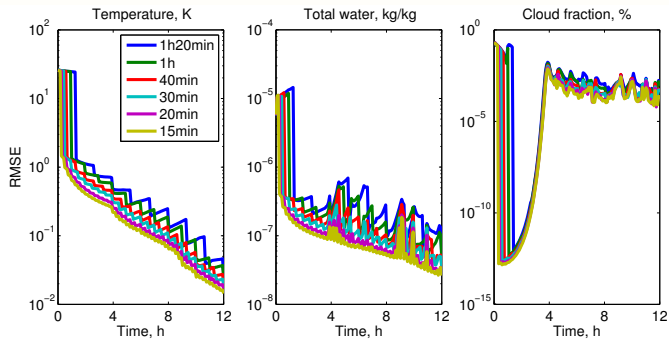 Temperature, K
Total water, kg/kg
Cloud fraction, %
RMSE
10^2
10^1
10^0
10^-1
10^-2
1h20min
1h
40min
30min
20min
15min
0 4 8 12
Time, h
10^-4
10^-5
10^-6
10^-7
10^-8
0 4 8 12
Time, h
10^0
10^-5
10^-10
10^-15
0 4 8 12
Time, h